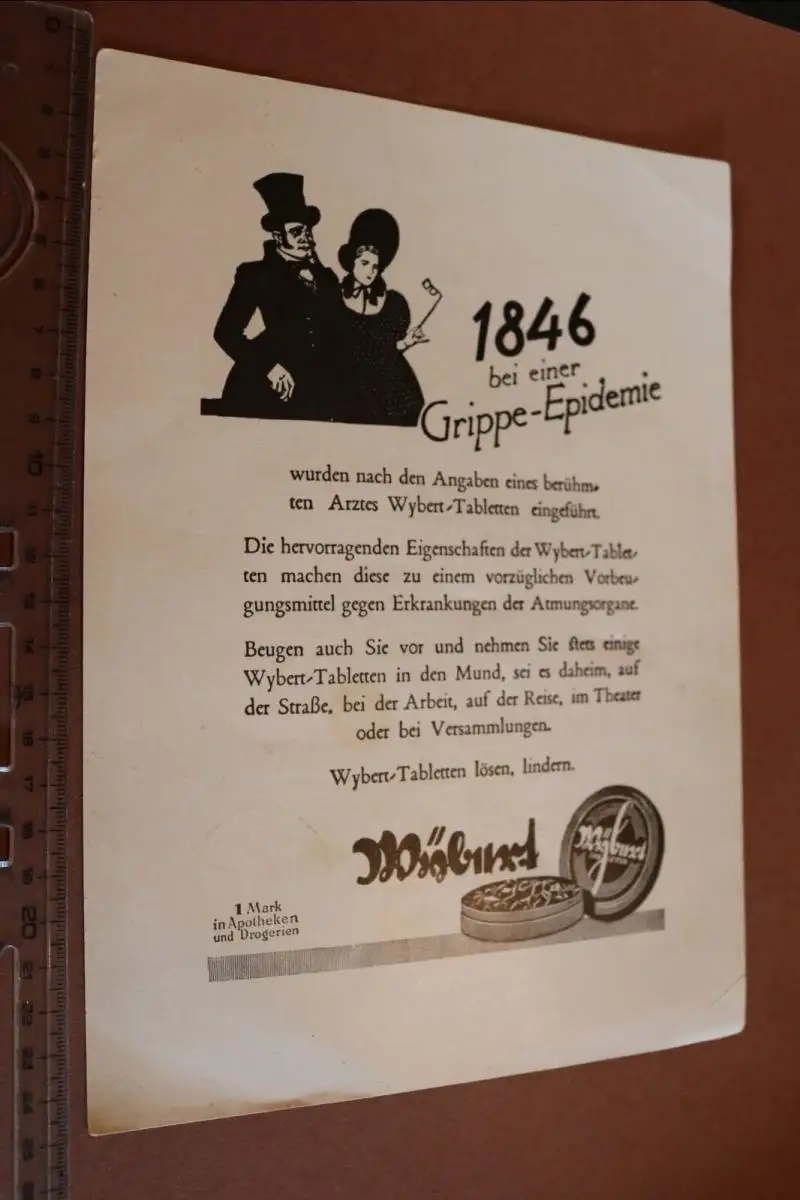 1846
bei einer
Grippe-Epidemie
wurden nach den Angaben eines berühm-
ten Arztes Wybert-Tabletten eingeführt.
Die hervorragenden Eigenschaften der Wybert-Tablet-
ten machen diese zu einem vorzüglichen Vorbeu-
gungsmittel gegen Erkrankungen der Atmungsorgane.
Beugen auch Sie vor und nehmen Sie stets einige
Wybert-Tabletten in den Mund, sei es daheim, auf
der Straße, bei der Arbeit, auf der Reise, im Theater
oder bei Versammlungen.
Wybert-Tabletten lösen, lindern.
Wybert
Wybert
1 Mark
in Apotheken
und Drogerien